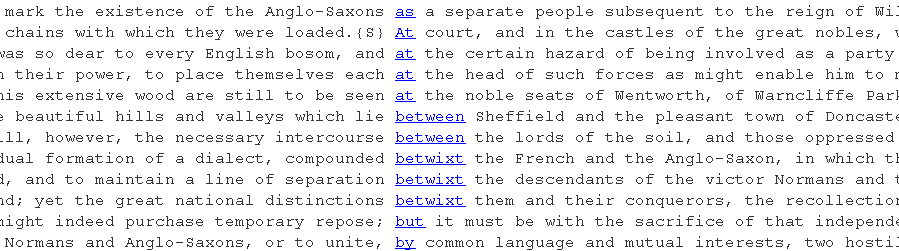 mark the existence of the Anglo-Saxons as a separate people subsequent to the reign of
chains with which they were loaded.{S} At court, and in the castles of the great nobles,
was so dear to every English bosom, and at the certain hazard of being involved as a party
their power, to place themselves each at the head of such forces as might enable him to
his extensive wood are still to be seen at the noble seats of Wentworth, of Warncliffe Park
beautiful hills and valleys which lie between Sheffield and the pleasant town of
however, the necessary intercourse between the lords of the soil, and those oppressed
formation of a dialect, compounded betwixt the French and the Anglo-Saxon, in which
and to maintain a line of separation betwixt the descendants of the victor Normans and
yet the great national distinctions betwixt them and their conquerors, the
might indeed purchase temporary repose; but it must be with the sacrifice of that
Normans and Anglo-Saxons, or to unite, by common language and mutual interests, two